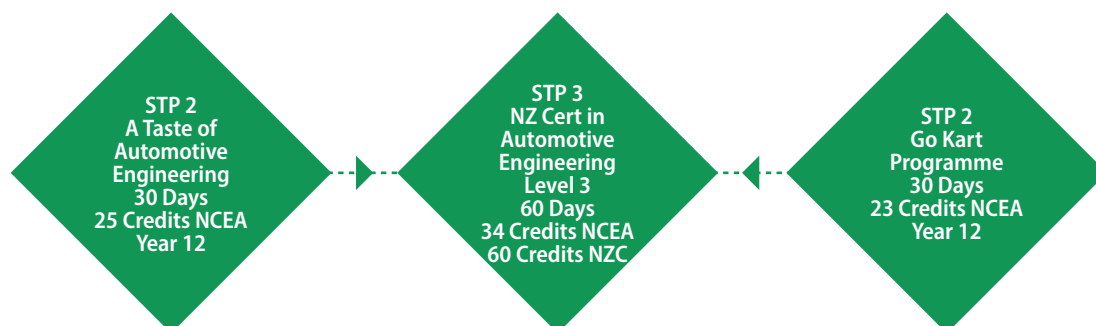 STP 2
A Taste of
Automotive
Engineering
30 Days
25 Credits NCEA
Year 12
STP 3
NZ Cert in
Automotive
Engineering
Level 3
60 Days
34 Credits NCEA
60 Credits NZC
STP 2
Go Kart
Programme
30 Days
23 Credits NCEA
Year 12